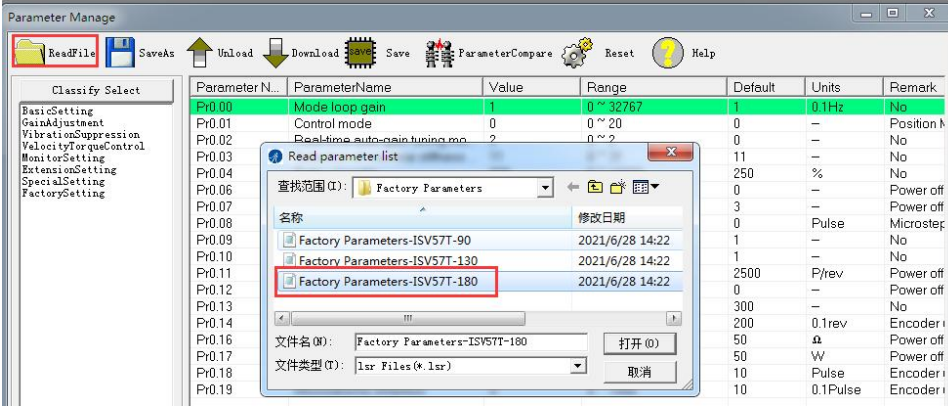 Parameter Manage
ReadFile SaveAs Unload Download save Save ParameterCompare Reset Help
Classify Select
BasicSetting
GainAdjustment
VibrationSuppression
VelocityTorqueControl
MonitorSetting
ExtensionSetting
SpecialSetting
FactorySetting
Parameter N... ParameterName Value Range Default Units Remark
Pr0.00 Mode loop gain 1 0 ~ 32767 1 0.1Hz No
Pr0.01 Control mode 0 0 ~ 20 0 – Position M
Pr0.02 Real-time auto-gain tuning mo... 2 0 ~ 2 0 – No
Pr0.03 11 – No
Pr0.04 250 % No
Pr0.06 0 – Power off
Pr0.07 3 – Power off
Pr0.08 0 Pulse Microstep
Pr0.09 1 – No
Pr0.10 1 – No
Pr0.11 2500 P/rev Power off
Pr0.12 0 – Power off
Pr0.13 300 – No
Pr0.14 200 0.1rev Encoder
Pr0.16 50 Ω Power off
Pr0.17 50 W Power off
Pr0.18 10 Pulse Encoder
Pr0.19 10 0.1Pulse Encoder
Read parameter list
查找范围(I): Factory Parameters
名称 修改日期
Factory Parameters-ISV57T-90 2021/6/28 14:22
Factory Parameters-ISV57T-130 2021/6/28 14:22
Factory Parameters-ISV57T-180 2021/6/28 14:22
文件名(N): Factory Parameters-ISV57T-180 打开(O)
文件类型(T): lsr Files(*.lsr) 取消